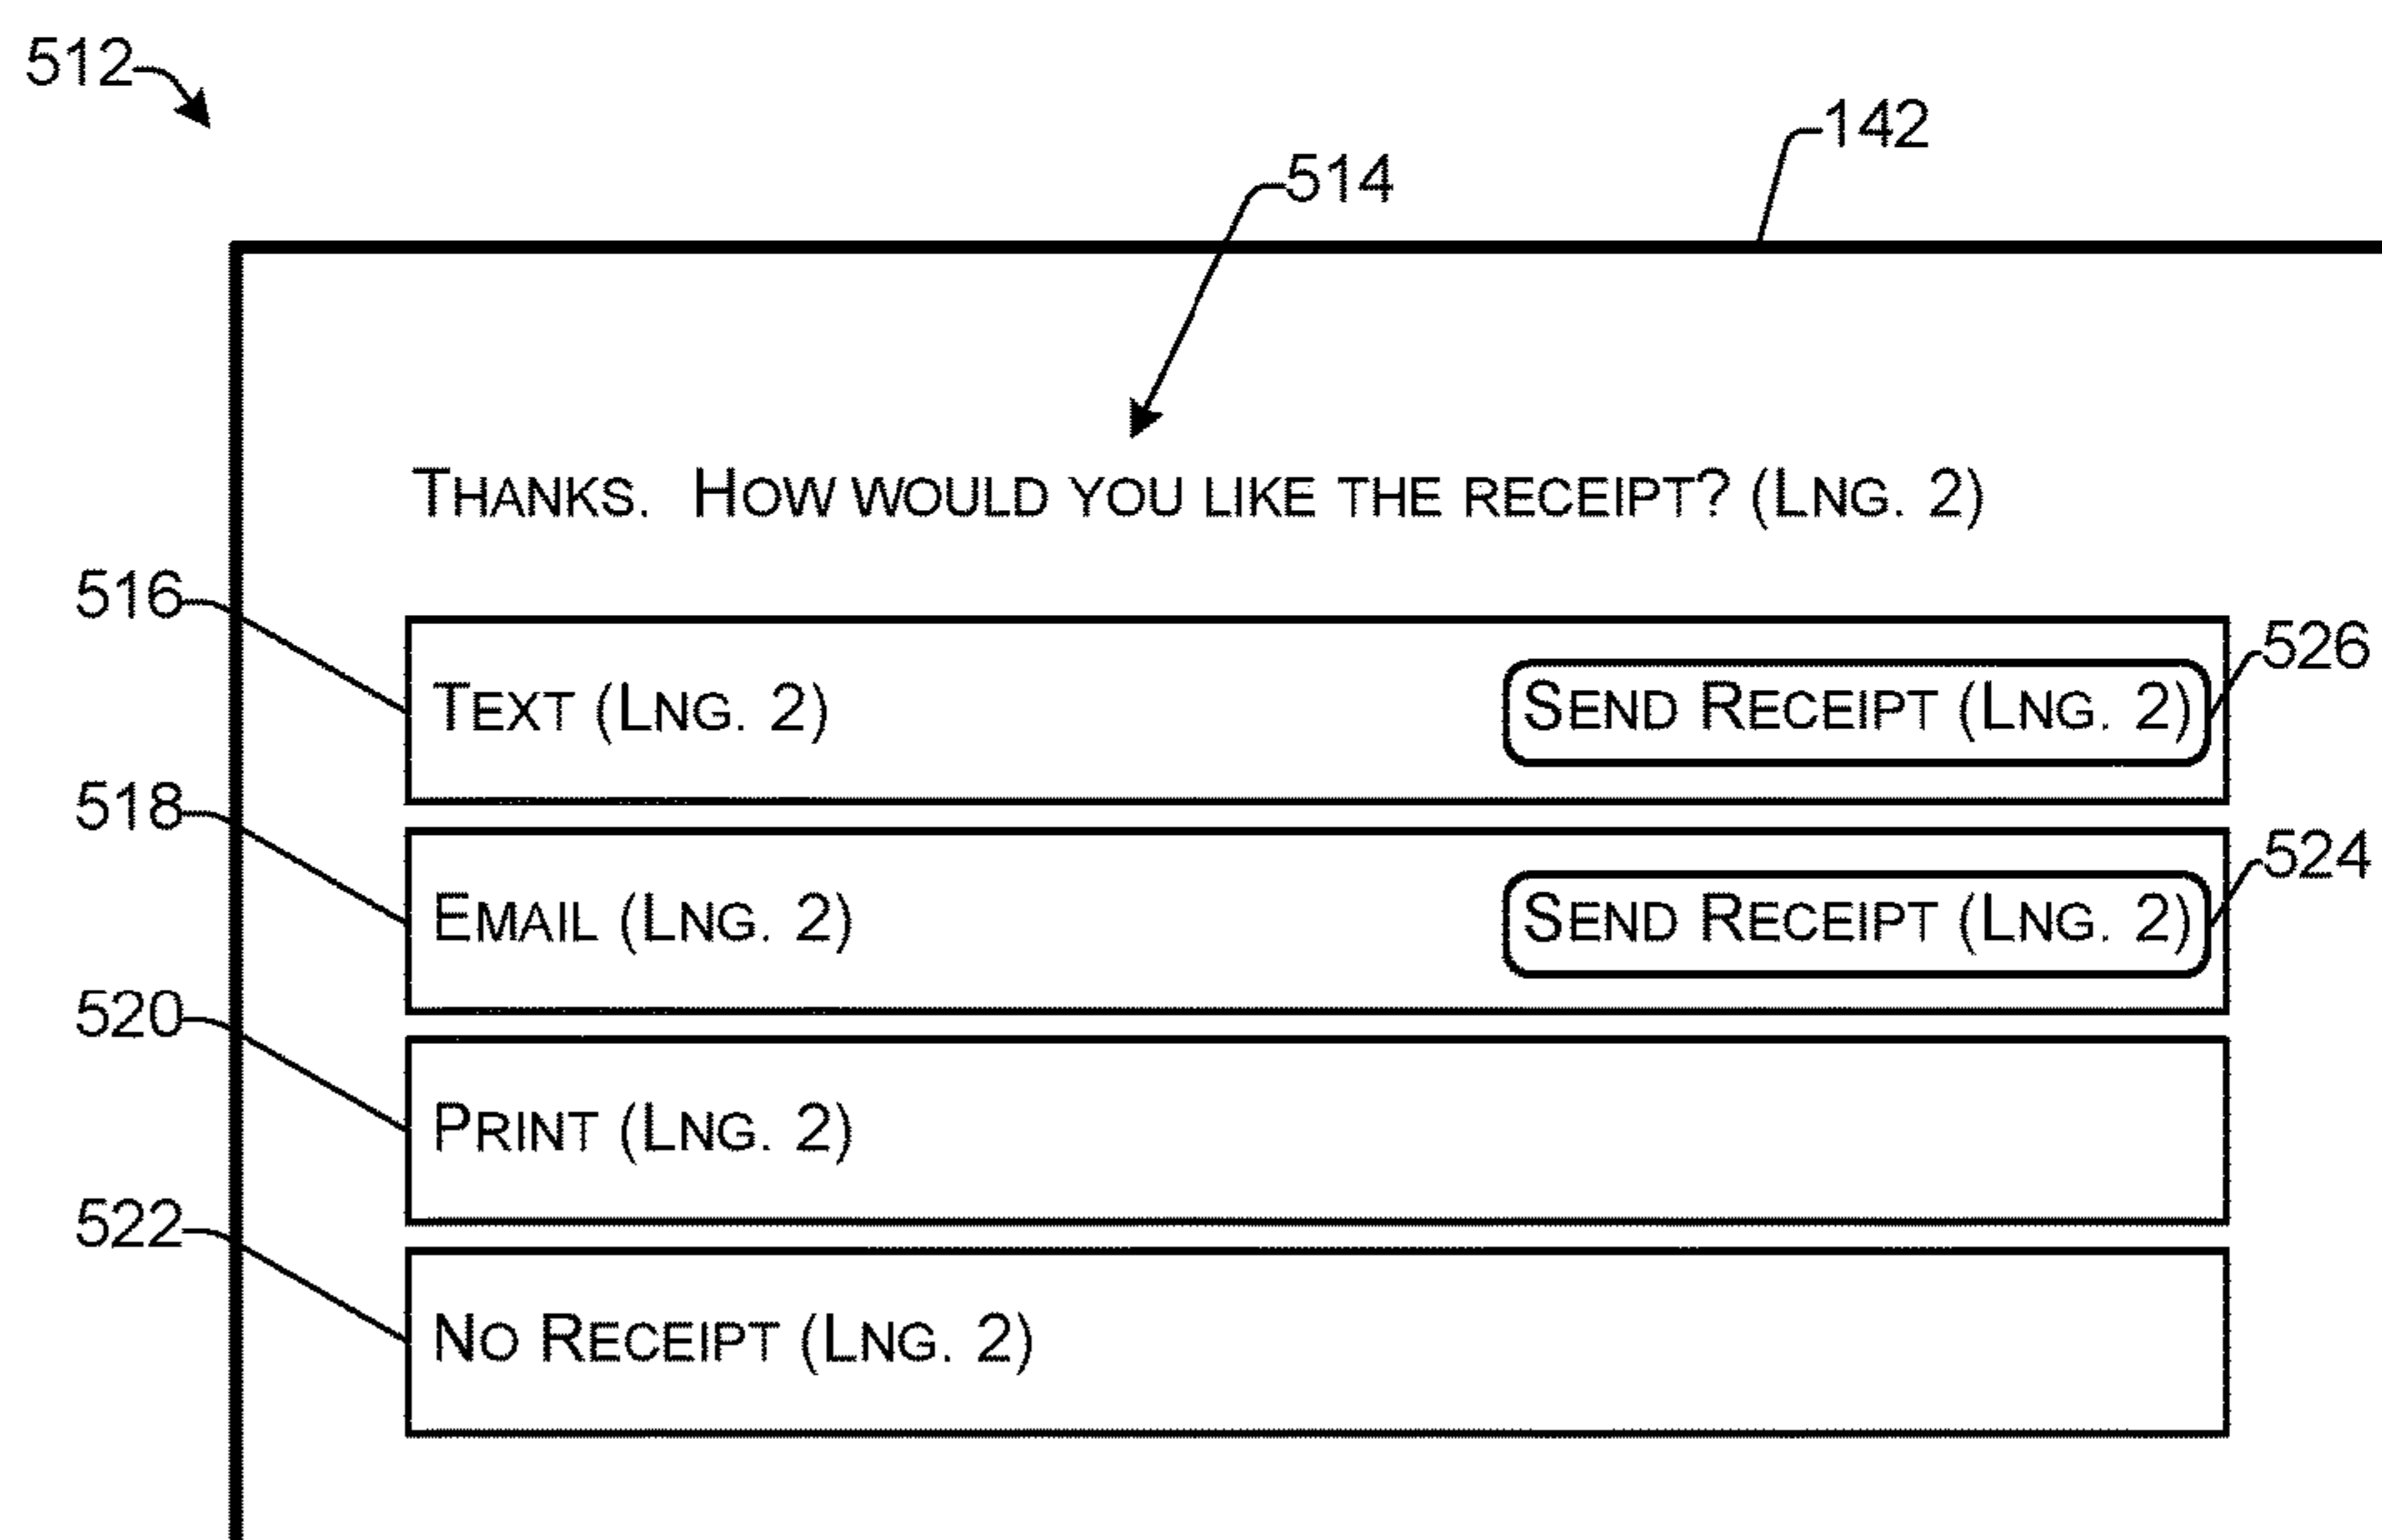 512
142
514
THANKS. HOW WOULD YOU LIKE THE RECEIPT? (LNG. 2)
516
526
TEXT (LNG. 2) SEND RECEIPT (LNG. 2)
518
524
EMAIL (LNG. 2) SEND RECEIPT (LNG. 2)
520
PRINT (LNG. 2)
522
NO RECEIPT (LNG. 2)